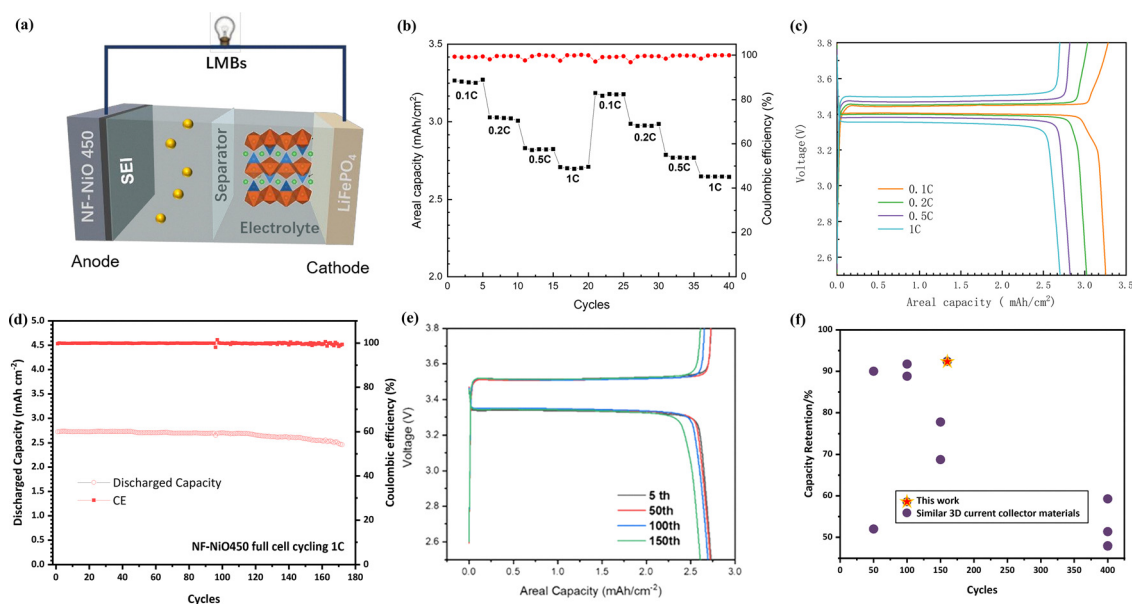 (a)
LMBs
NF-NiO 450
SEI
Separator
Electrolyte
LiFePO4
Anode
Cathode
(b)
Areal capacity (mAh/cm²)
3.5
3.0
2.5
2.0
0.1C
0.2C
0.5C
1C
0.1C
0.2C
0.5C
1C
100
80
60
40
20
0
Coulombic efficiency (%)
0 5 10 15 20 25 30 35 40
Cycles
(c)
Voltage(V)
3.8
3.6
3.4
3.2
3.0
2.8
2.6
0.1C
0.2C
0.5C
1C
0.0 0.5 1.0 1.5 2.0 2.5 3.0 3.5
Areal capacity ( mAh/cm²)
(d)
Discharged Capacity (mAh cm⁻²)
5.0
4.5
4.0
3.5
3.0
2.5
2.0
1.5
1.0
0.5
0.0
Discharged Capacity
CE
NF-NiO450 full cell cycling 1C
100
80
60
40
20
0
Coulombic efficiency (%)
0 20 40 60 80 100 120 140 160 180
Cycles
(e)
Voltage (V)
3.8
3.6
3.4
3.2
3.0
2.8
2.6
5 th
50th
100th
150th
0.0 0.5 1.0 1.5 2.0 2.5 3.0
Areal Capacity (mAh/cm⁻²)
(f)
Capacity Retention/%
100
90
80
70
60
50
This work
Similar 3D current collector materials
0 50 100 150 200 250 300 350 400
Cycles